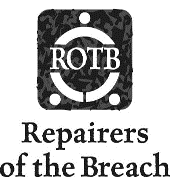 ROTB
Repairers
of the Breach